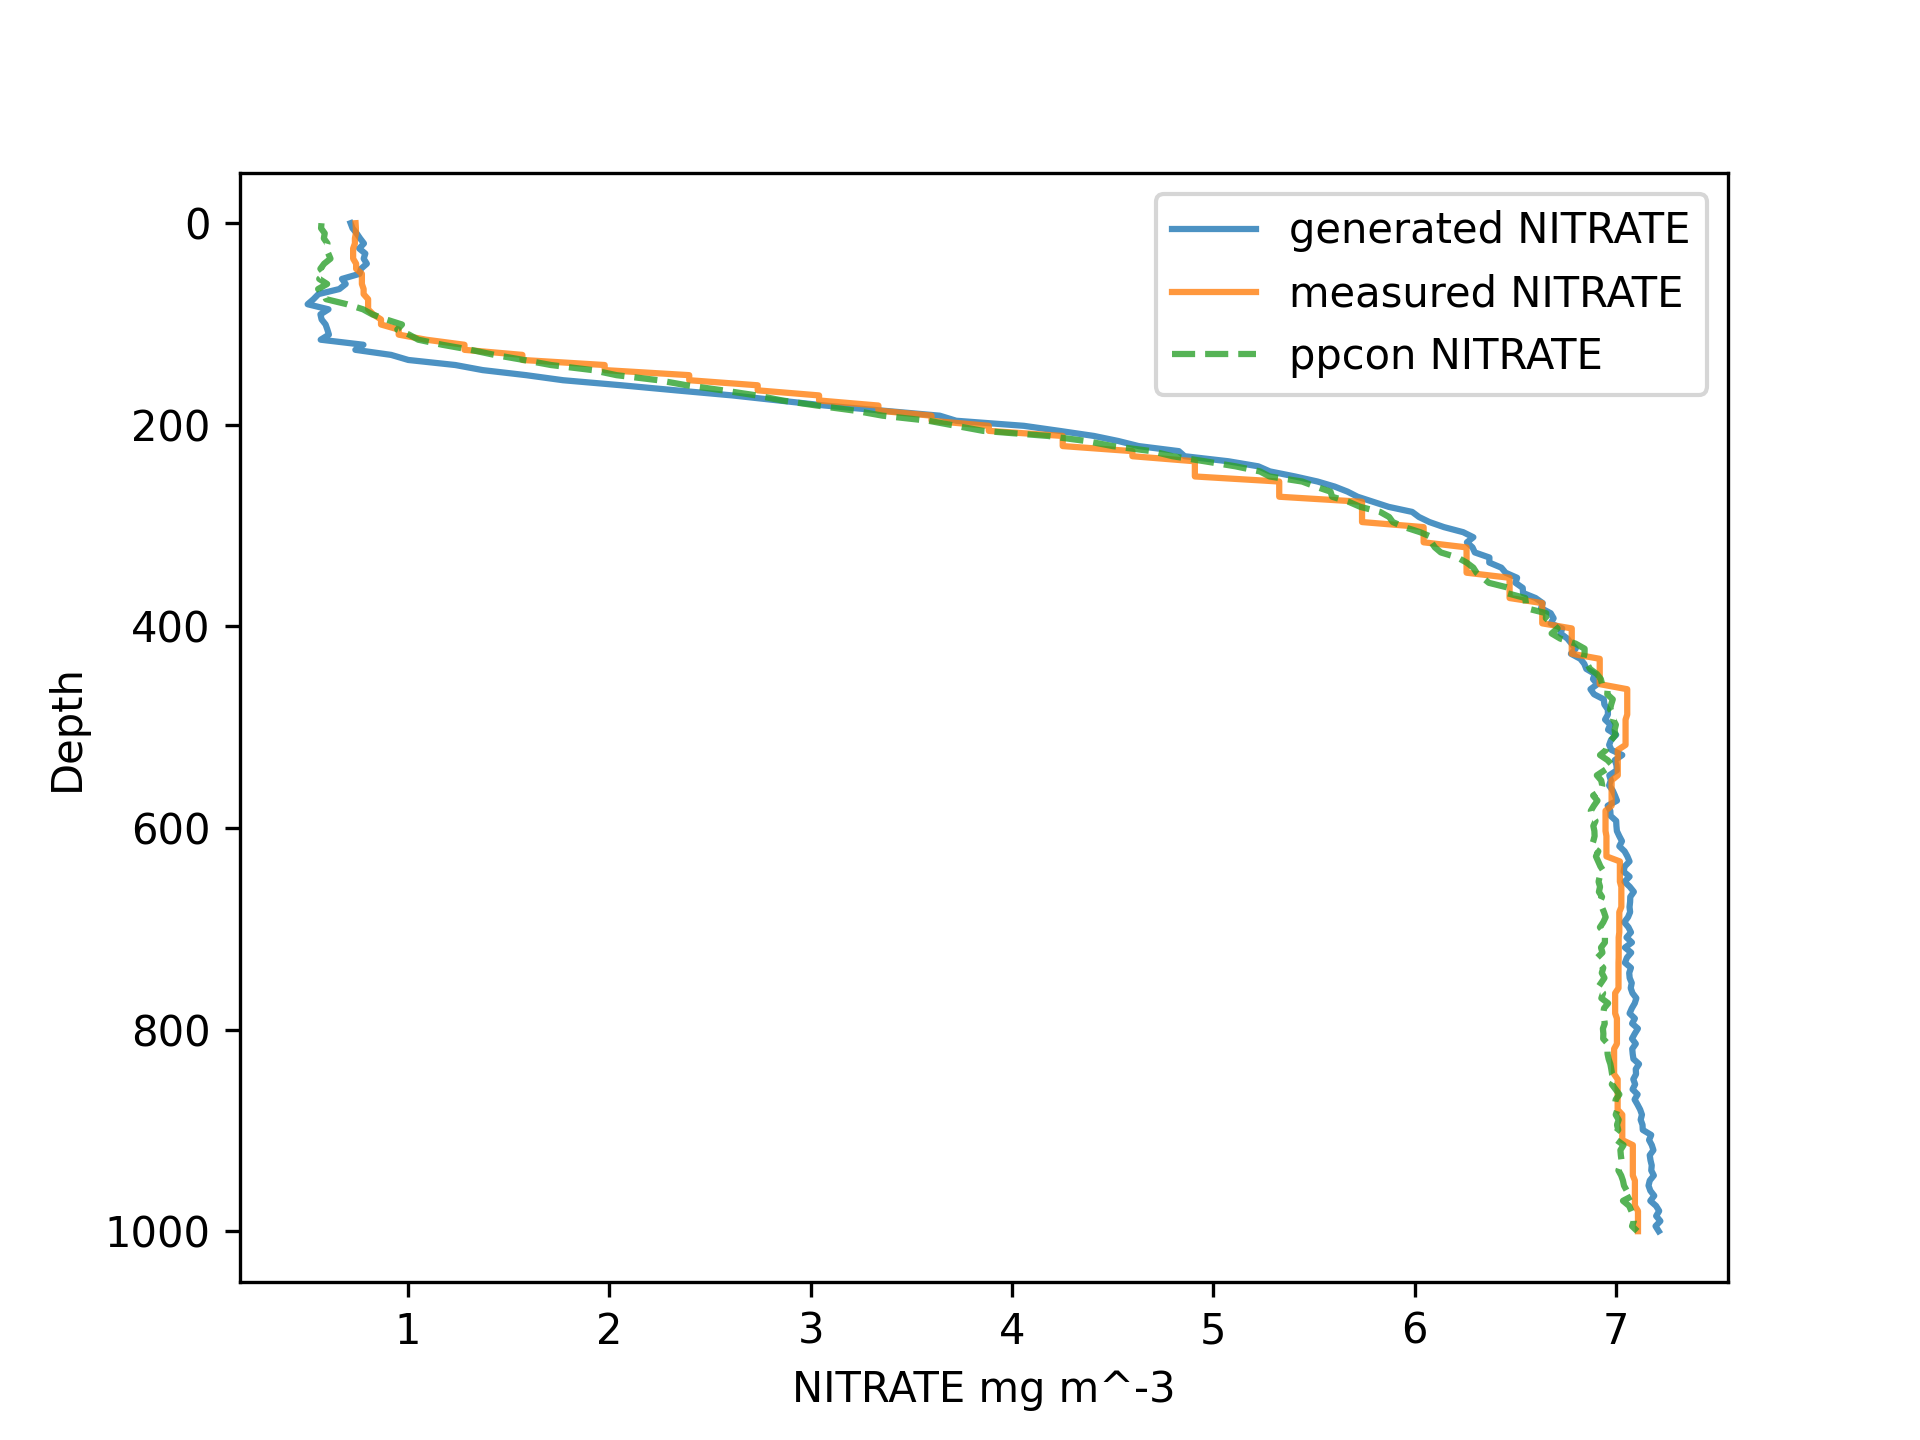 generated NITRATE
measured NITRATE
ppcon NITRATE
0
200
400
600
800
1000
Depth
1 2 3 4 5 6 7
NITRATE mg m^-3